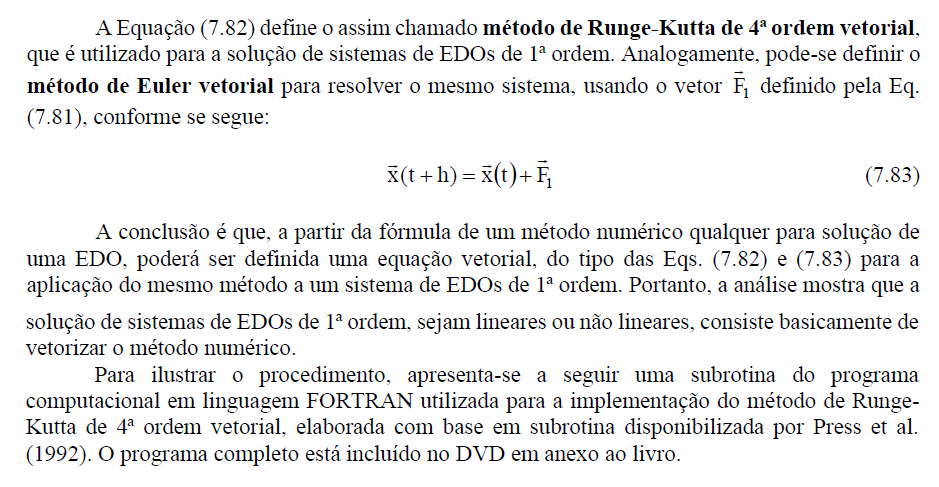 A Equação (7.82) define o assim chamado método de Runge-Kutta de 4ª ordem vetorial,
que é utilizado para a solução de sistemas de EDOs de 1ª ordem. Analogamente, pode-se definir o
método de Euler vetorial para resolver o mesmo sistema, usando o vetor F⃗₁ definido pela Eq.
(7.81), conforme se segue:
x⃗(t + h) = x⃗(t) + F⃗₁ (7.83)
A conclusão é que, a partir da fórmula de um método numérico qualquer para solução de
uma EDO, poderá ser definida uma equação vetorial, do tipo das Eqs. (7.82) e (7.83) para a
aplicação do mesmo método a um sistema de EDOs de 1ª ordem. Portanto, a análise mostra que a
solução de sistemas de EDOs de 1ª ordem, sejam lineares ou não lineares, consiste basicamente de
vetorizar o método numérico.
Para ilustrar o procedimento, apresenta-se a seguir uma subrotina do programa
computacional em linguagem FORTRAN utilizada para a implementação do método de Runge-
Kutta de 4ª ordem vetorial, elaborada com base em subrotina disponibilizada por Press et al.
(1992). O programa completo está incluído no DVD em anexo ao livro.